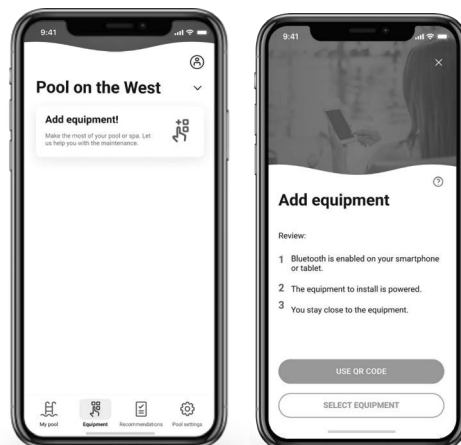 9:41
Pool on the West
Add equipment!
Make the most of your pool or spa. Let
us help you with the maintenance.
My pool
Equipment
Recommendations
Pool settings
9:41
Add equipment
Review:
1 Bluetooth is enabled on your smartphone
or tablet.
2 The equipment to install is powered.
3 You stay close to the equipment.
USE QR CODE
SELECT EQUIPMENT